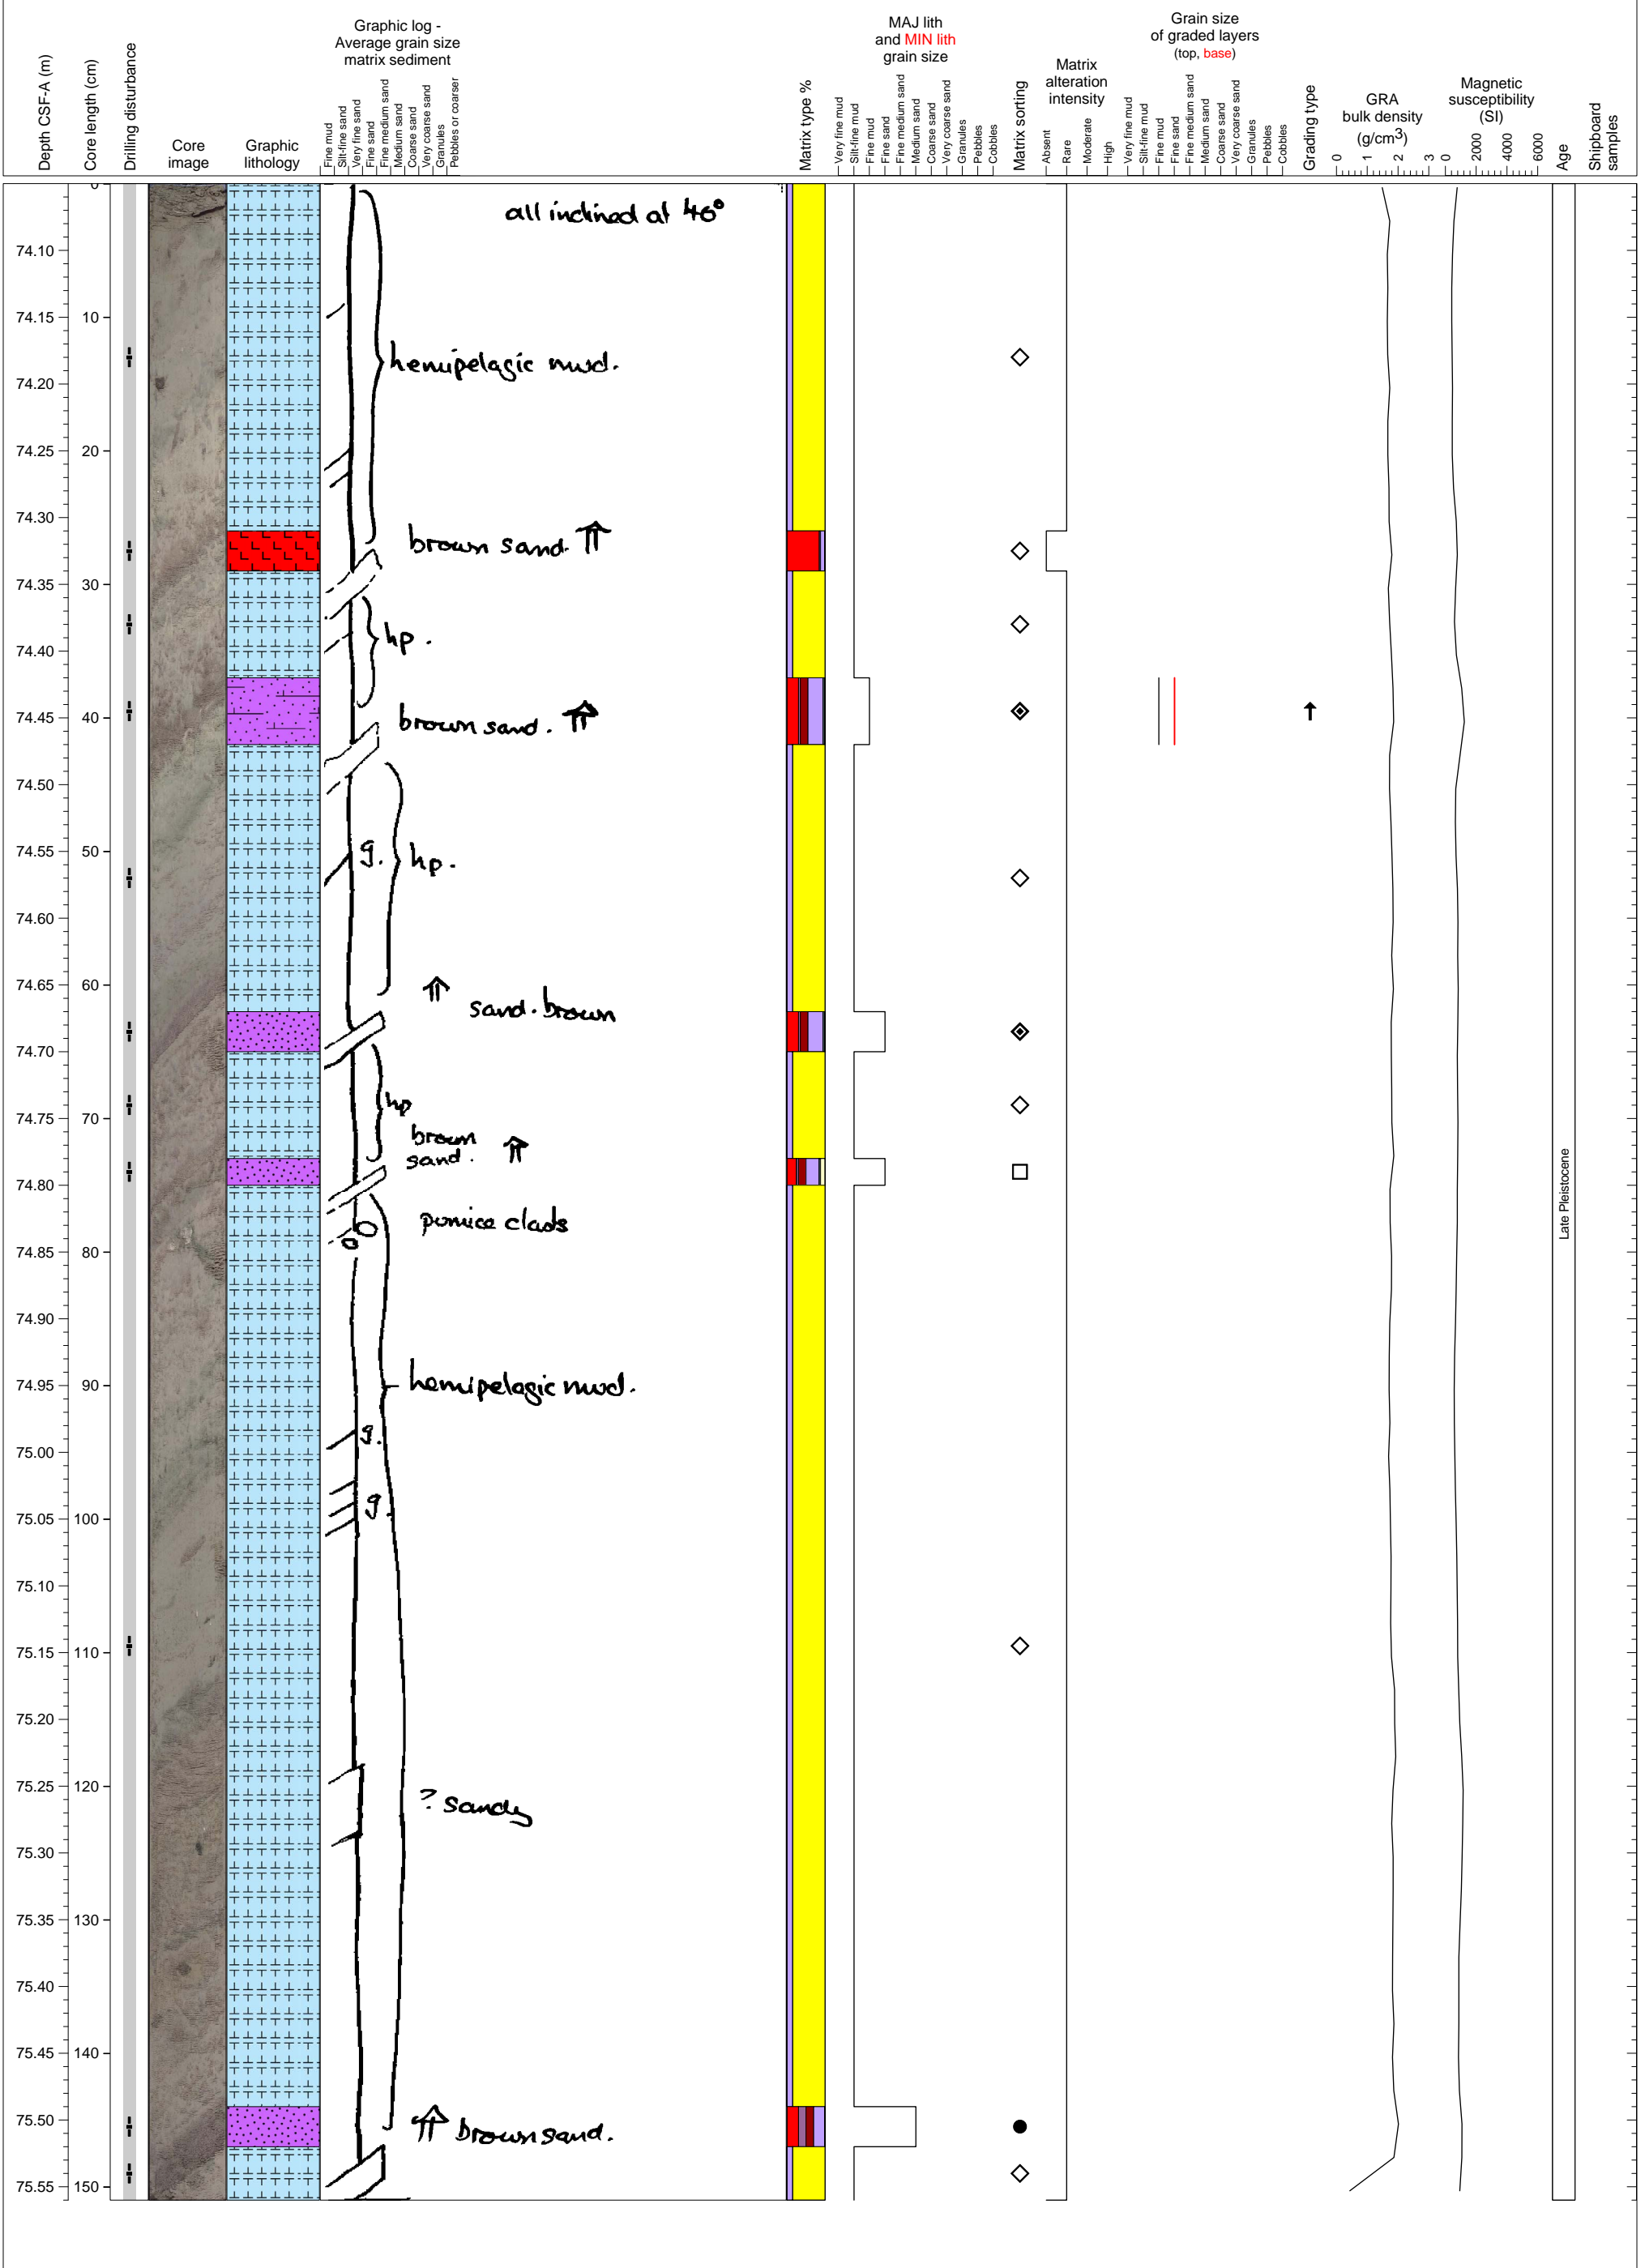 Depth CSF-A (m)
Core length (cm)
Drilling disturbance
Core
image
Graphic
lithology
Graphic log -
Average grain size
matrix sediment
Fine mud
Silt-fine sand
Very fine sand
Fine sand
Fine medium sand
Medium sand
Coarse sand
Very coarse sand
Granules
Pebbles or coarser
Matrix type %
MAJ lith
and MIN lith
grain size
Very fine mud
Silt-fine mud
Fine mud
Fine sand
Fine medium sand
Medium sand
Coarse sand
Very coarse sand
Granules
Pebbles
Cobbles
Matrix sorting
Matrix
alteration
intensity
Absent
Rare
Moderate
High
Grain size
of graded layers
(top, base)
Very fine mud
Silt-fine mud
Fine mud
Fine sand
Fine medium sand
Medium sand
Coarse sand
Very coarse sand
Granules
Pebbles
Cobbles
Grading type
GRA
bulk density
(g/cm3)
0 1 2 3
Magnetic
susceptibility
(SI)
0 2000 4000 6000
Age
Shipboard
samples
0
all inclined at 40°
74.10
74.15 10
hemipelagic mud.
74.20
74.25 20
74.30
brown sand.
74.35 30
hp.
74.40
74.45 40
brown sand.
74.50
74.55 50
g. hp.
74.60
74.65 60
sand. brown
74.70
74.75 70
hp
brown
sand.
74.80
pumice clads
74.85 80
Late Pleistocene
74.90
74.95 90
hemipelagic mud.
g.
75.00
g
75.05 100
75.10
75.15 110
75.20
75.25 120
? Sandy
75.30
75.35 130
75.40
75.45 140
75.50
brown sand.
75.55 150